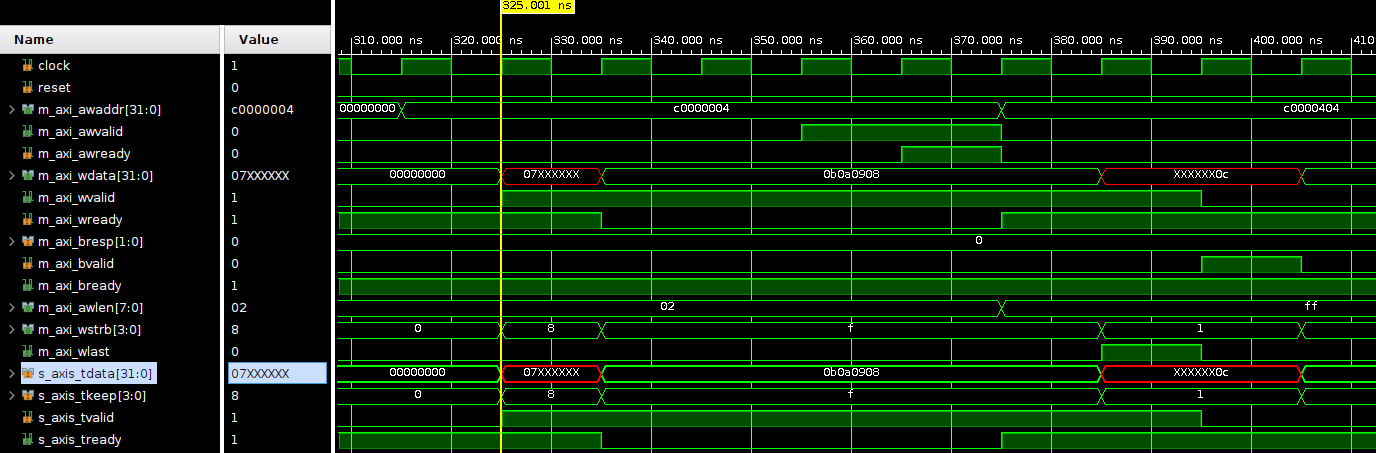 325.001 ns
Name Value
310.000 ns 320.000 ns 330.000 ns 340.000 ns 350.000 ns 360.000 ns 370.000 ns 380.000 ns 390.000 ns 400.000 ns 410
clock 1
reset 0
m_axi_awaddr[31:0] c0000004 00000000 c0000004 c0000404
m_axi_awvalid 0
m_axi_awready 0
m_axi_wdata[31:0] 07XXXXXX 00000000 07XXXXXX 0b0a0908 XXXXXX0c
m_axi_wvalid 1
m_axi_wready 1
m_axi_bresp[1:0] 0 0
m_axi_bvalid 0
m_axi_bready 1
m_axi_awlen[7:0] 02 02 ff
m_axi_wstrb[3:0] 8 0 8 f 1
m_axi_wlast 0
s_axis_tdata[31:0] 07XXXXXX 00000000 07XXXXXX 0b0a0908 XXXXXX0c
s_axis_tkeep[3:0] 8 0 8 f 1
s_axis_tvalid 1
s_axis_tready 1